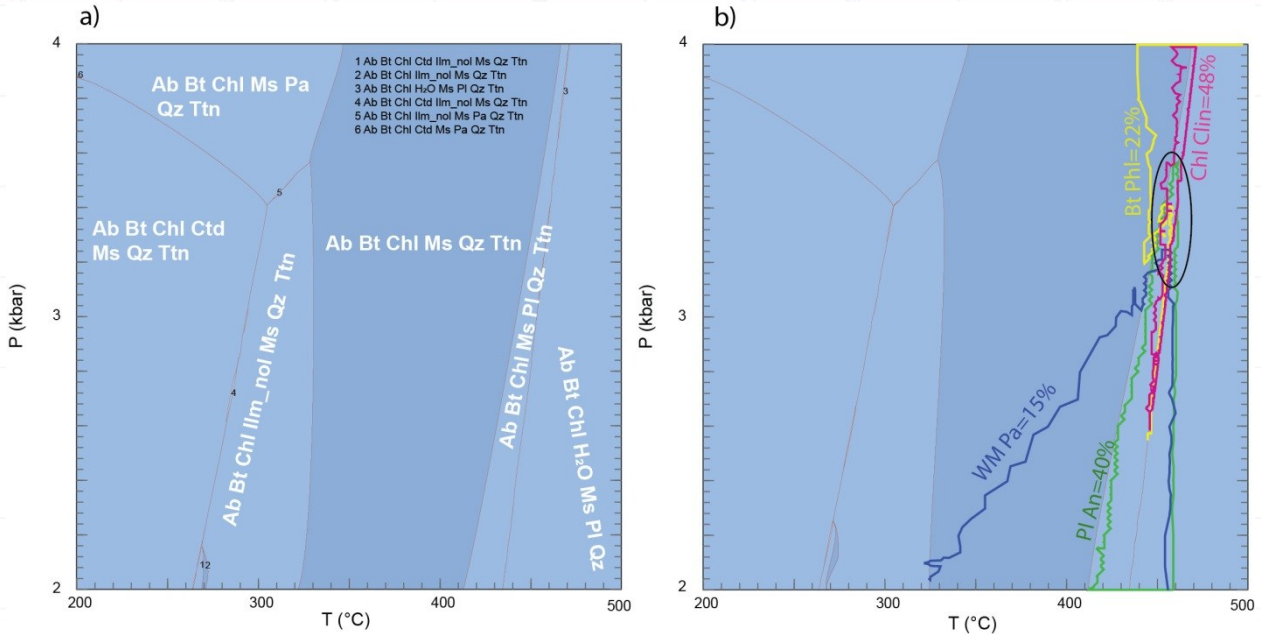 a)
4
3
2
P (kbar)
200
300
400
500
T (°C)
6
Ab Bt Chl Ms Pa
Qz Ttn
1 Ab Bt Chl Ctd Ilm_nol Ms Qz Ttn
2 Ab Bt Chl Ilm_nol Ms Qz Ttn
3 Ab Bt Chl H₂O Ms Pl Qz Ttn
4 Ab Bt Chl Ctd Ilm_nol Ms Qz Ttn
5 Ab Bt Chl Ilm_nol Ms Pa Qz Ttn
6 Ab Bt Chl Ctd Ms Pa Qz Ttn
3
5
Ab Bt Chl Ctd
Ms Qz Ttn
Ab Bt Chl Ms Qz Ttn
4
Ab Bt Chl Ilm_nol Ms Qz Ttn
Ab Bt Chl Ms Pl Qz Ttn
Ab Bt Chl H₂O Ms Pl Qz
12
b)
4
3
2
P (kbar)
200
300
400
500
T (°C)
Bt Phl=22%
Chl Clin=48%
WM Pa=15%
Pl An=40%